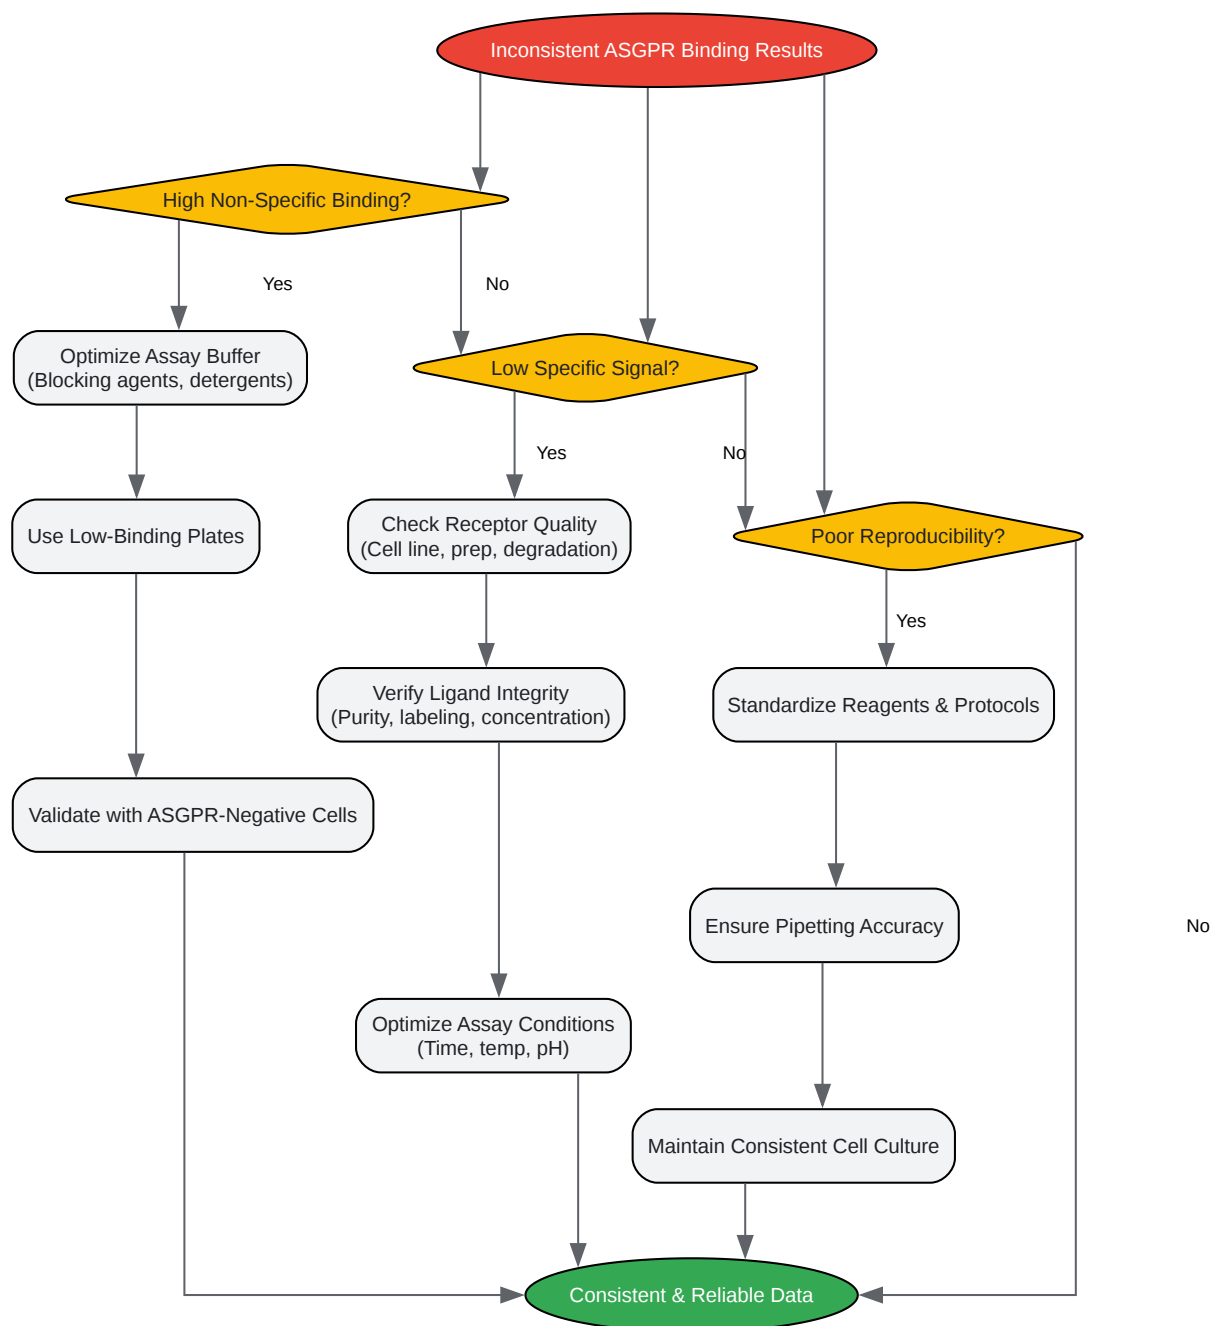 Inconsistent ASGPR Binding Results
High Non-Specific Binding?
Yes
No
Optimize Assay Buffer
(Blocking agents, detergents)
Low Specific Signal?
Yes
No
Use Low-Binding Plates
Check Receptor Quality
(Cell line, prep, degradation)
Poor Reproducibility?
Yes
Verify Ligand Integrity
(Purity, labeling, concentration)
Standardize Reagents & Protocols
Validate with ASGPR-Negative Cells
Ensure Pipetting Accuracy
No
Optimize Assay Conditions
(Time, temp, pH)
Maintain Consistent Cell Culture
Consistent & Reliable Data